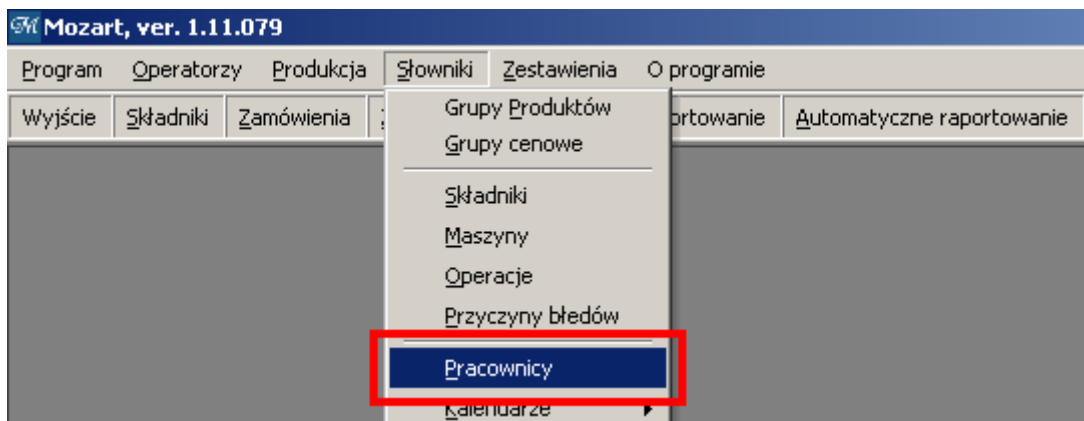 Mozart, ver. 1.11.079
Program Operatorzy Produkcja Słowniki Zestawienia O programie
Wyjście Składniki Zamówienia Automatyczne raportowanie
Grupy Produktów
Grupy cenowe
Składniki
Maszyny
Operacje
Przyczyny błedów
Pracownicy
Kalendarze